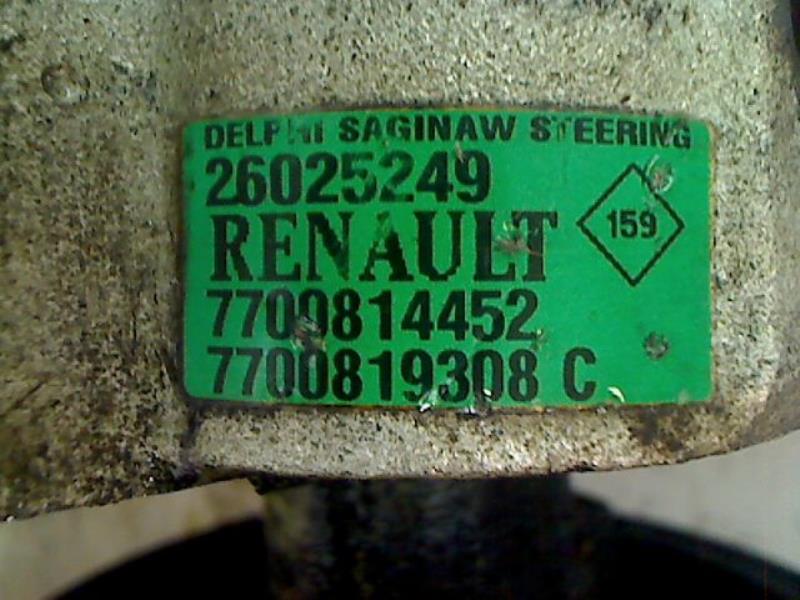 DELPHI SAGINAW STEERING
26025249
RENAULT
159
7700814452
7700819308 C